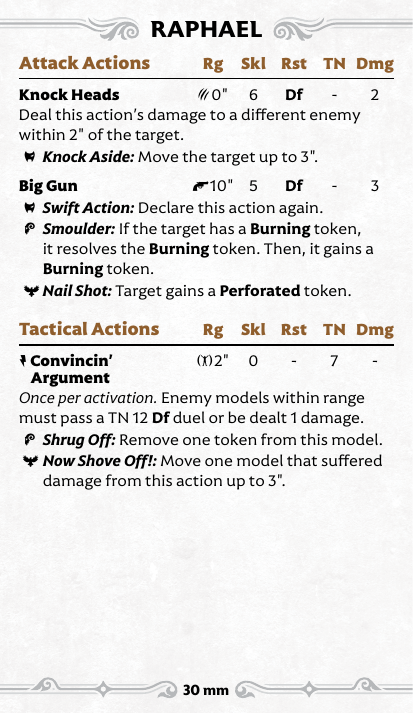 RAPHAEL
Attack Actions Rg Skl Rst TN Dmg
Knock Heads 0" 6 Df - 2
Deal this action's damage to a different enemy
within 2" of the target.
Knock Aside: Move the target up to 3".
Big Gun 10" 5 Df - 3
Swift Action: Declare this action again.
Smoulder: If the target has a Burning token,
it resolves the Burning token. Then, it gains a
Burning token.
Nail Shot: Target gains a Perforated token.
Tactical Actions Rg Skl Rst TN Dmg
Convincin' 2" 0 - 7 -
Argument
Once per activation. Enemy models within range
must pass a TN 12 Df duel or be dealt 1 damage.
Shrug Off: Remove one token from this model.
Now Shove Off!: Move one model that suffered
damage from this action up to 3".
30 mm